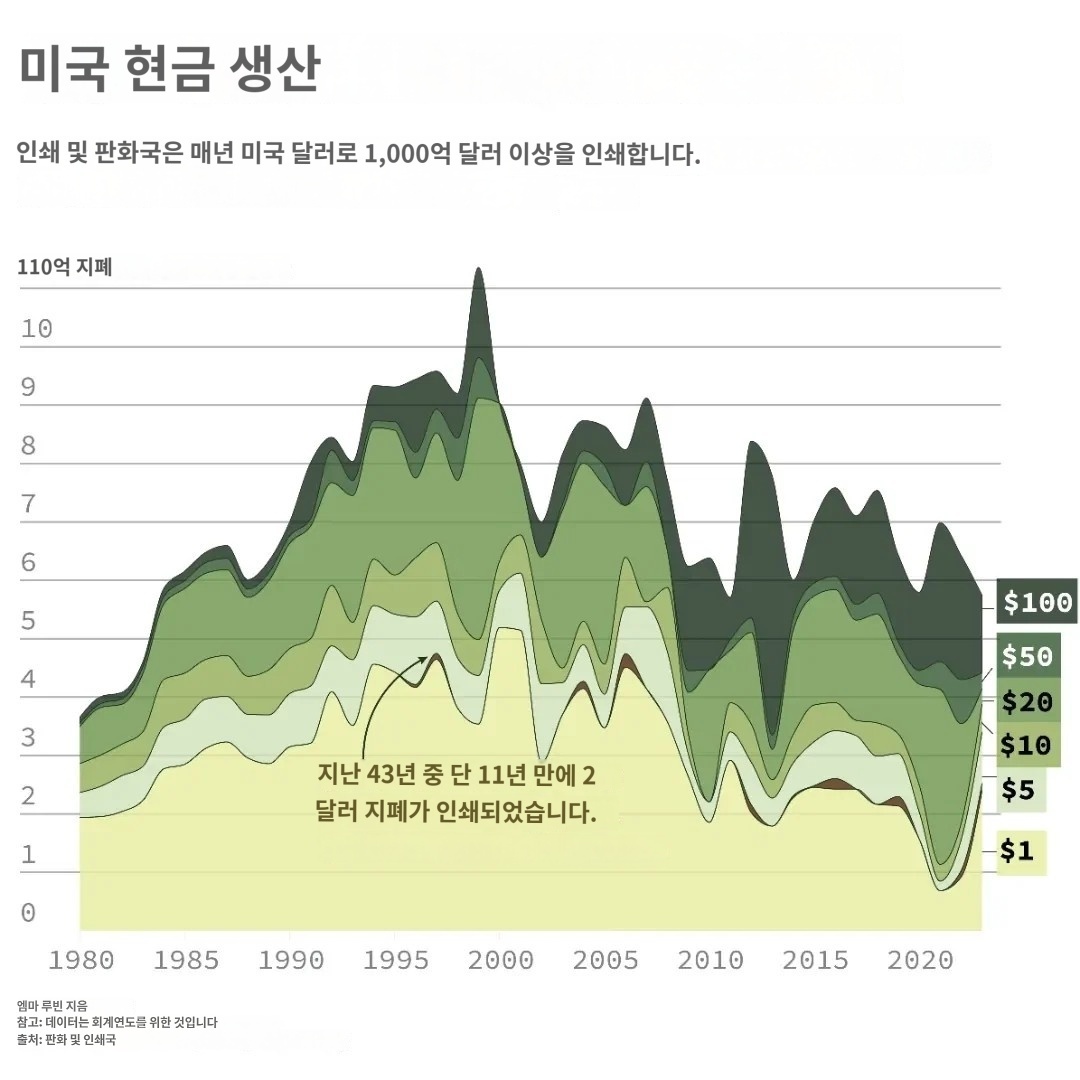 미국 현금 생산
인쇄 및 판화국은 매년 미국 달러로 1,000억 달러 이상을 인쇄합니다.
110억 지폐
10
9
8
7
6
5
4
3
2
1
0
$100
$50
$20
$10
$5
$1
지난 43년 중 단 11년 만에 2
달러 지폐가 인쇄되었습니다.
1980 1985 1990 1995 2000 2005 2010 2015 2020
엠마 루빈 지음
참고: 데이터는 회계연도를 위한 것입니다
출처: 판화 및 인쇄국